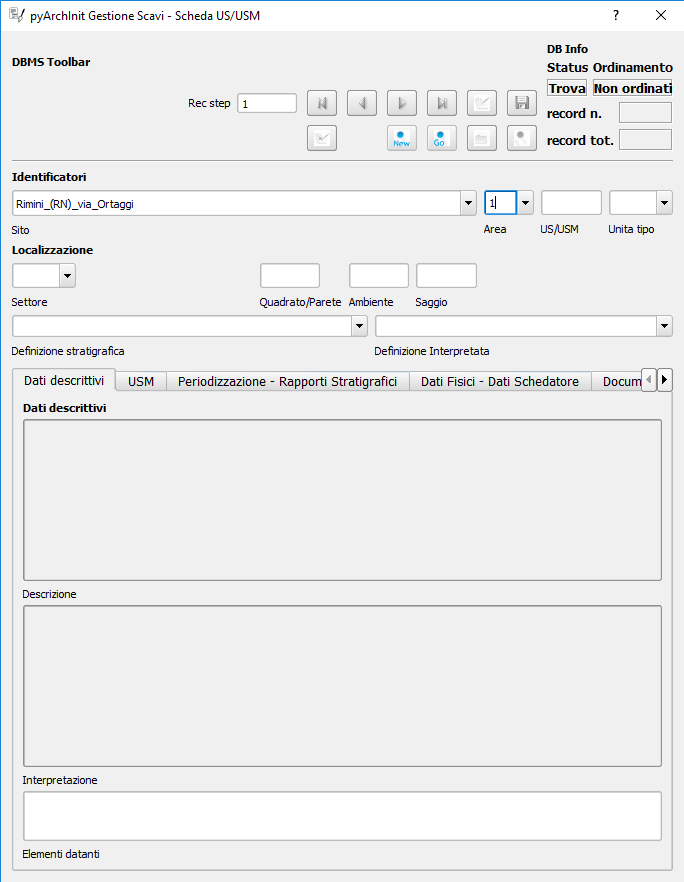 pyArchInit Gestione Scavi - Scheda US/USM
DBMS Toolbar
DB Info
Status Ordinamento
Trova Non ordinati
Rec step 1
record n.
New Go
record tot.
Identificatori
Rimini_(RN)_via_Ortaggi 1
Sito Area US/USM Unita tipo
Localizzazione
Settore Quadrato/Parete Ambiente Saggio
Definizione stratigrafica Definizione Interpretata
Dati descrittivi USM Periodizzazione - Rapporti Stratigrafici Dati Fisici - Dati Schedatore Docum
Dati descrittivi
Descrizione
Interpretazione
Elementi datanti